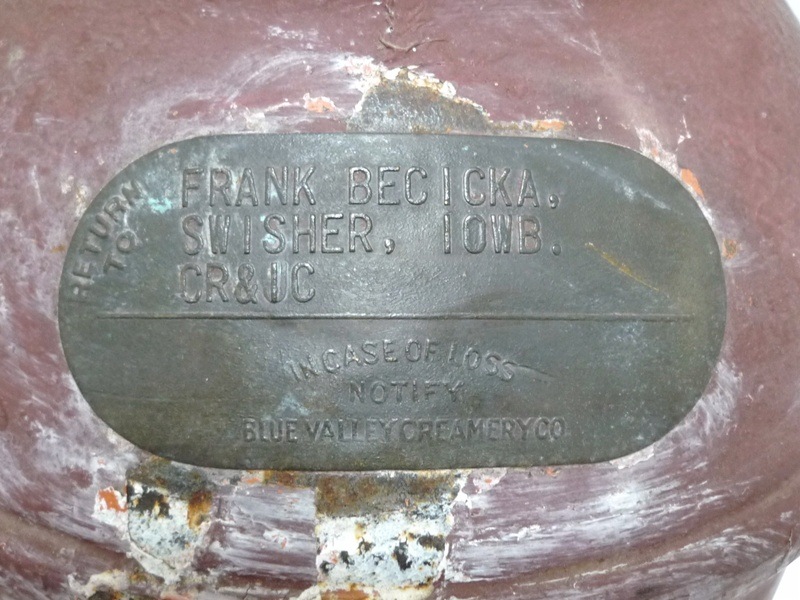 RETURN
TO
FRANK BECICKA,
SWISHER, IOWB.
CR&IC
IN CASE OF LOSS
NOTIFY
BLUE VALLEY CREAMERY CO